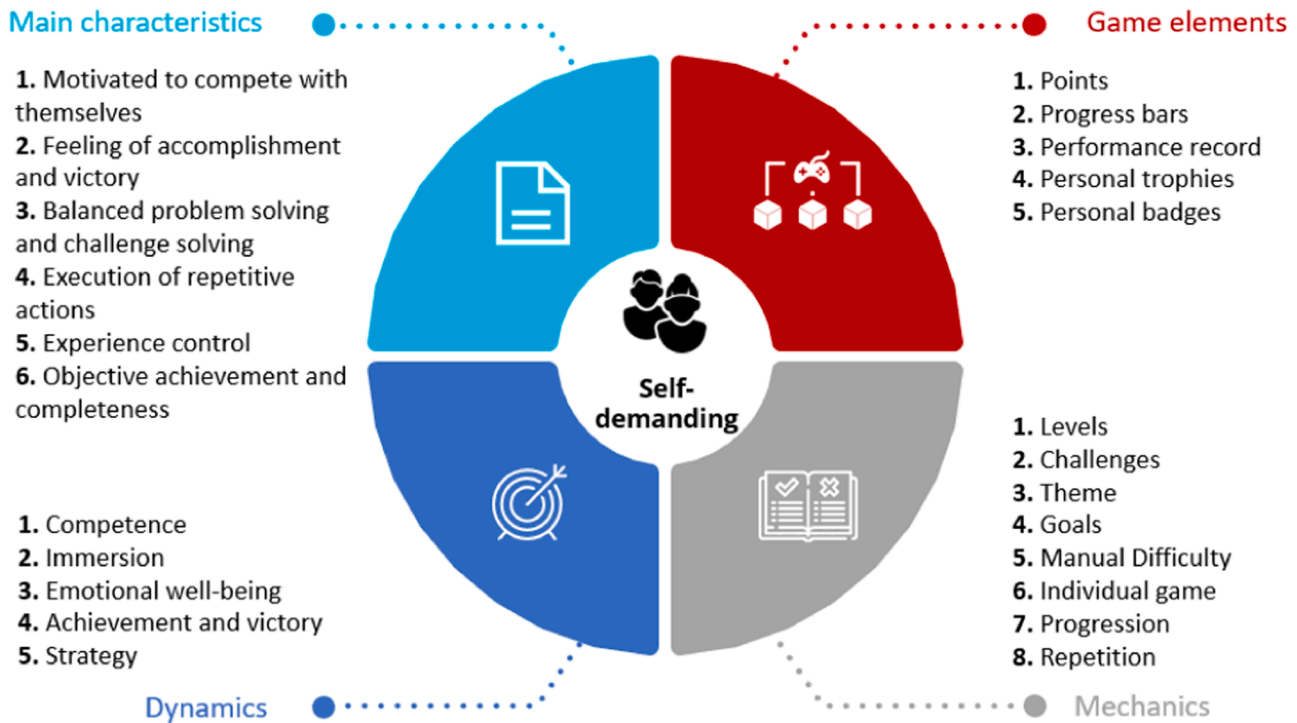 Main characteristics
1. Motivated to compete with
themselves
2. Feeling of accomplishment
and victory
3. Balanced problem solving
and challenge solving
4. Execution of repetitive
actions
5. Experience control
6. Objective achievement and
completeness
Game elements
1. Points
2. Progress bars
3. Performance record
4. Personal trophies
5. Personal badges
Self-
demanding
1. Competence
2. Immersion
3. Emotional well-being
4. Achievement and victory
5. Strategy
Dynamics
1. Levels
2. Challenges
3. Theme
4. Goals
5. Manual Difficulty
6. Individual game
7. Progression
8. Repetition
Mechanics